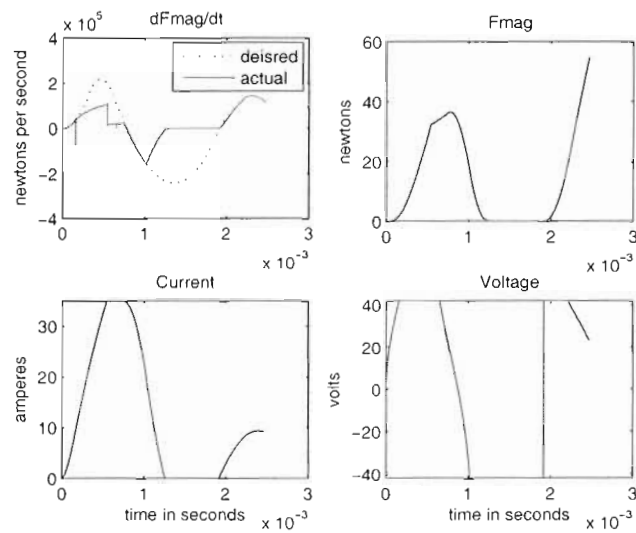 dFmag/dt
x 10^5
4
2
0
−2
−4
newtons per second
deisred
actual
0 1 2 3
x 10^-3
Fmag
60
40
20
0
newtons
0 1 2 3
x 10^-3
Current
30
20
10
0
amperes
0 1 2 3
time in seconds
x 10^-3
Voltage
40
20
0
−20
−40
volts
0 1 2 3
time in seconds
x 10^-3